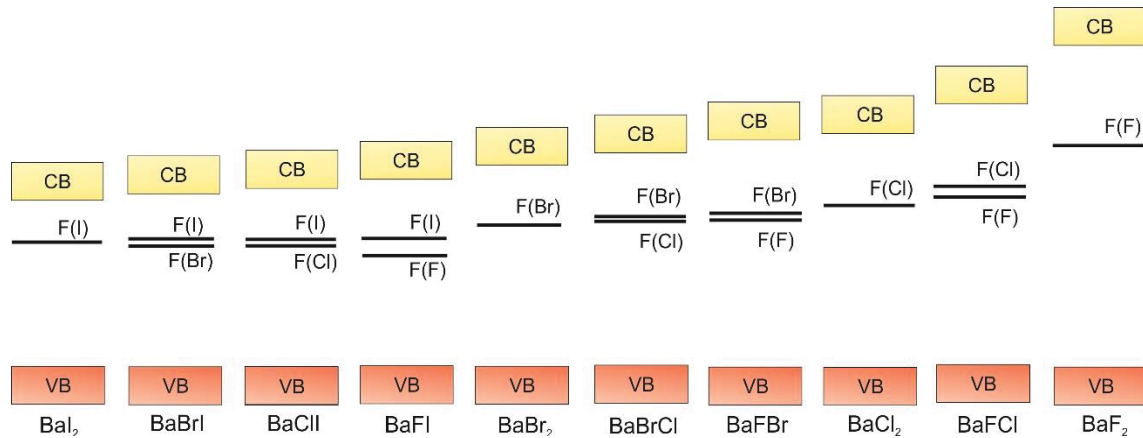 CB
CB
CB
CB
CB
CB
CB
CB
CB
CB
F(F)
F(Cl)
F(F)
F(Cl)
F(Br)
F(F)
F(Br)
F(Cl)
F(Br)
F(I)
F(F)
F(I)
F(Cl)
F(I)
F(Br)
F(I)
VB VB VB VB VB VB VB VB VB VB
BaI₂ BaBrI BaClI BaFI BaBr₂ BaBrCl BaFBr BaCl₂ BaFCl BaF₂